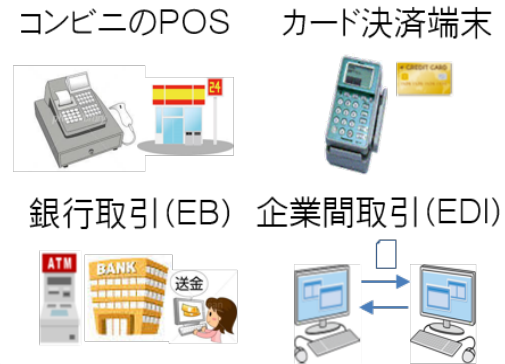 コンビニのPOS
カード決済端末
24
CREDIT CARD
銀行取引(EB)
企業間取引(EDI)
ATM
BANK
送金